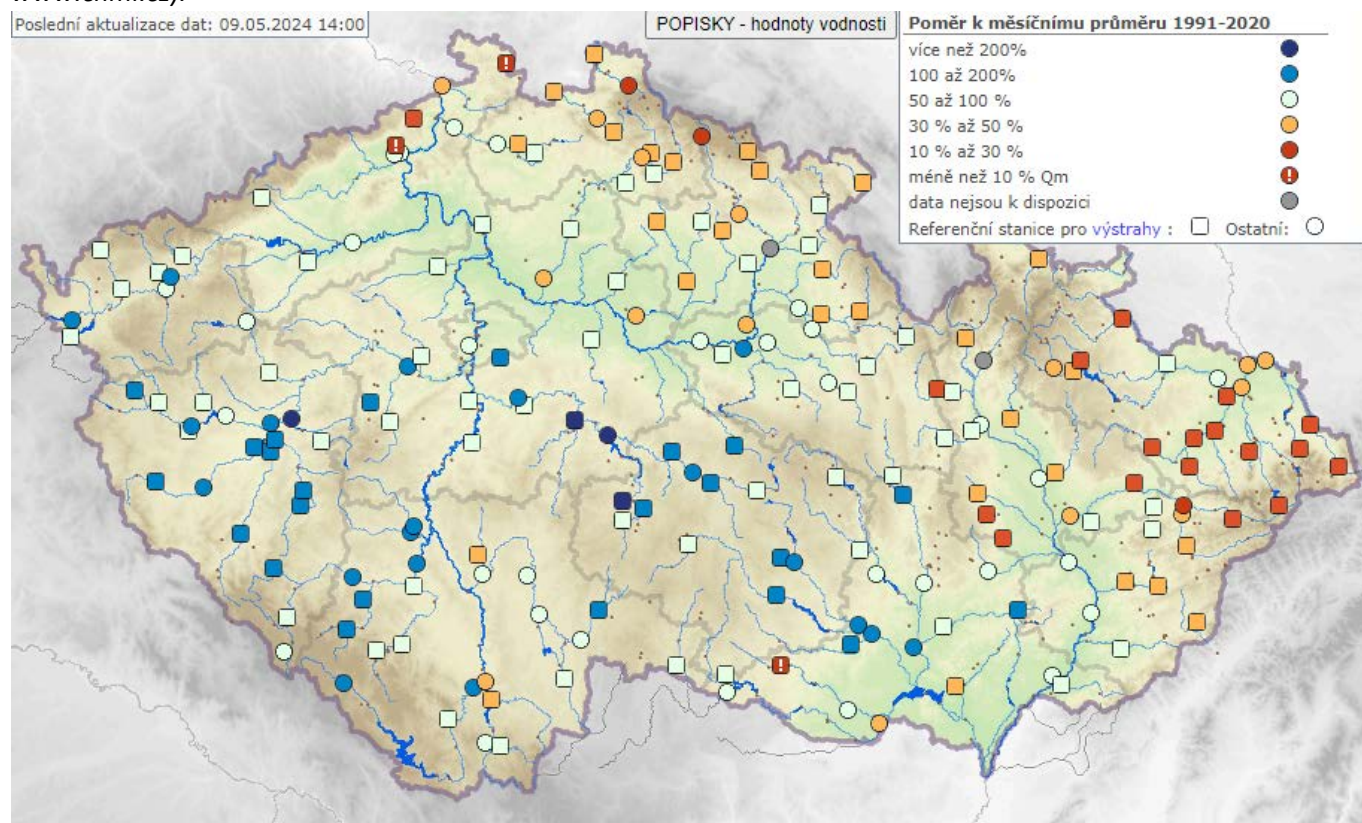 Poslední aktualizace dat: 09.05.2024 14:00
POPISKY - hodnoty vodnosti
Poměr k měsíčnímu průměru 1991-2020
více než 200%
100 až 200%
50 až 100 %
30 % až 50 %
10 % až 30 %
méně než 10 % Qm
data nejsou k dispozici
Referenční stanice pro výstrahy : Ostatní: